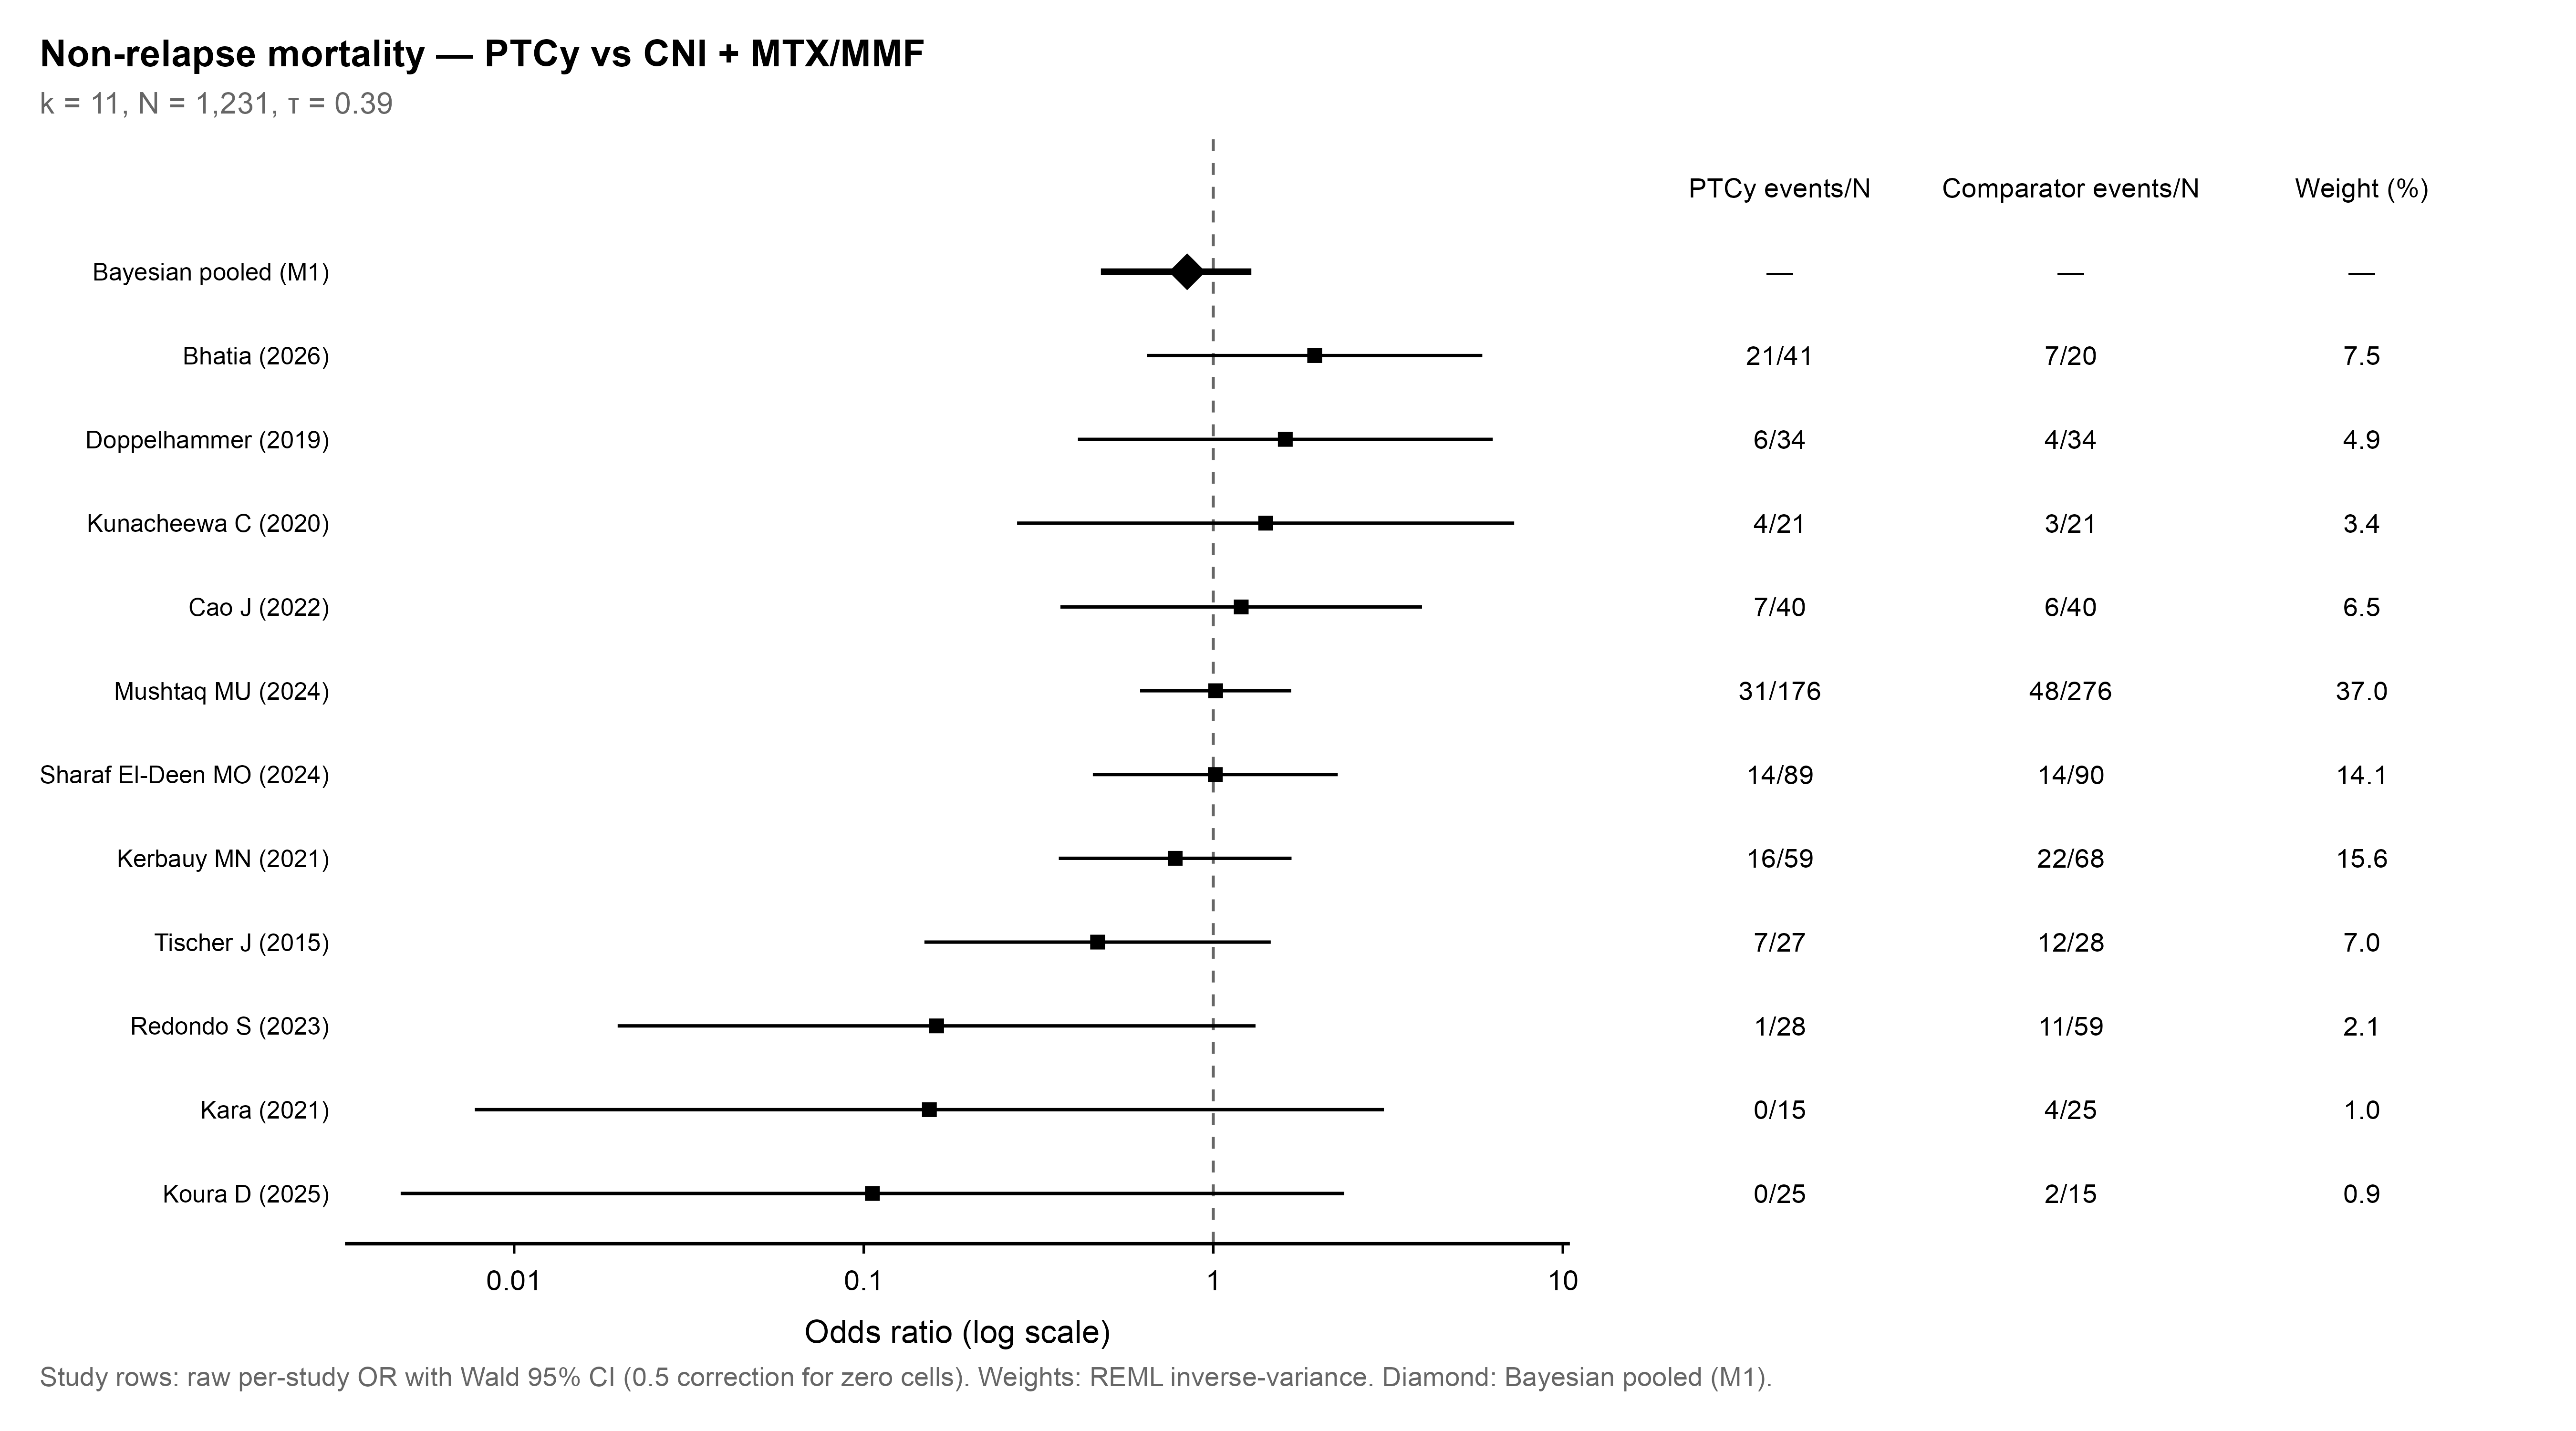 Non-relapse mortality — PTCy vs CNI + MTX/MMF
k = 11, N = 1,231, τ = 0.39
PTCy events/N Comparator events/N Weight (%)
Bayesian pooled (M1) — — —
Bhatia (2026) 21/41 7/20 7.5
Doppelhammer (2019) 6/34 4/34 4.9
Kunacheewa C (2020) 4/21 3/21 3.4
Cao J (2022) 7/40 6/40 6.5
Mushtaq MU (2024) 31/176 48/276 37.0
Sharaf El-Deen MO (2024) 14/89 14/90 14.1
Kerbauy MN (2021) 16/59 22/68 15.6
Tischer J (2015) 7/27 12/28 7.0
Redondo S (2023) 1/28 11/59 2.1
Kara (2021) 0/15 4/25 1.0
Koura D (2025) 0/25 2/15 0.9
0.01 0.1 1 10
Odds ratio (log scale)
Study rows: raw per-study OR with Wald 95% CI (0.5 correction for zero cells). Weights: REML inverse-variance. Diamond: Bayesian pooled (M1).